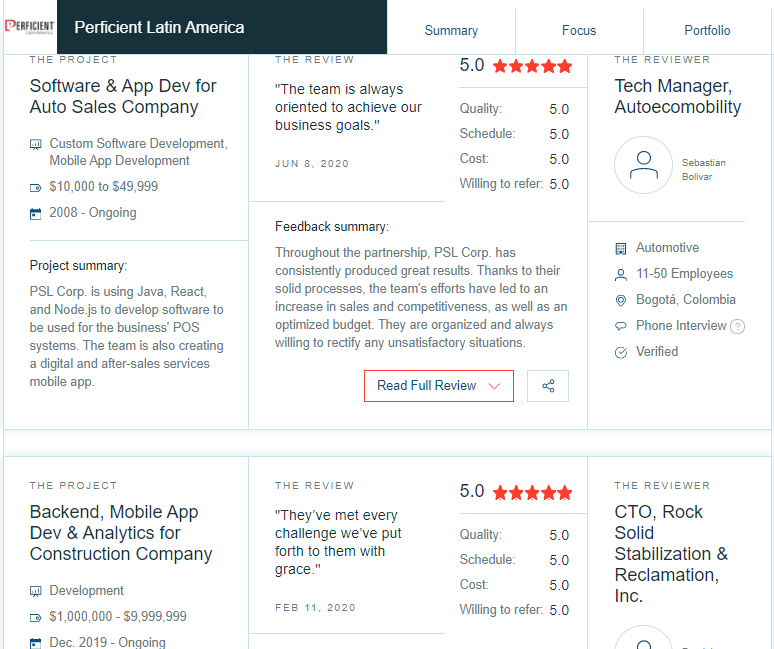 PERFICIENT
Latin America
Perficient Latin America
Summary
Focus
Portfolio
THE PROJECT
Software & App Dev for
Auto Sales Company
Custom Software Development,
Mobile App Development
$10,000 to $49,999
2008 - Ongoing
Project summary:
PSL Corp. is using Java, React,
and Node.js to develop software to
be used for the business' POS
systems. The team is also creating
a digital and after-sales services
mobile app.
THE REVIEW
"The team is always
oriented to achieve our
business goals."
JUN 8, 2020
5.0
Quality: 5.0
Schedule: 5.0
Cost: 5.0
Willing to refer: 5.0
Feedback summary:
Throughout the partnership, PSL Corp. has
consistently produced great results. Thanks to their
solid processes, the team's efforts have led to an
increase in sales and competitiveness, as well as an
optimized budget. They are organized and always
willing to rectify any unsatisfactory situations.
Read Full Review
THE REVIEWER
Tech Manager,
Autoecomobility
Sebastian
Bolivar
Automotive
11-50 Employees
Bogotá, Colombia
Phone Interview ?
Verified
THE PROJECT
Backend, Mobile App
Dev & Analytics for
Construction Company
Development
$1,000,000 - $9,999,999
Dec. 2019 - Ongoing
THE REVIEW
"They've met every
challenge we've put
forth to them with
grace."
FEB 11, 2020
5.0
Quality: 5.0
Schedule: 5.0
Cost: 5.0
Willing to refer: 5.0
THE REVIEWER
CTO, Rock
Solid
Stabilization &
Reclamation,
Inc.